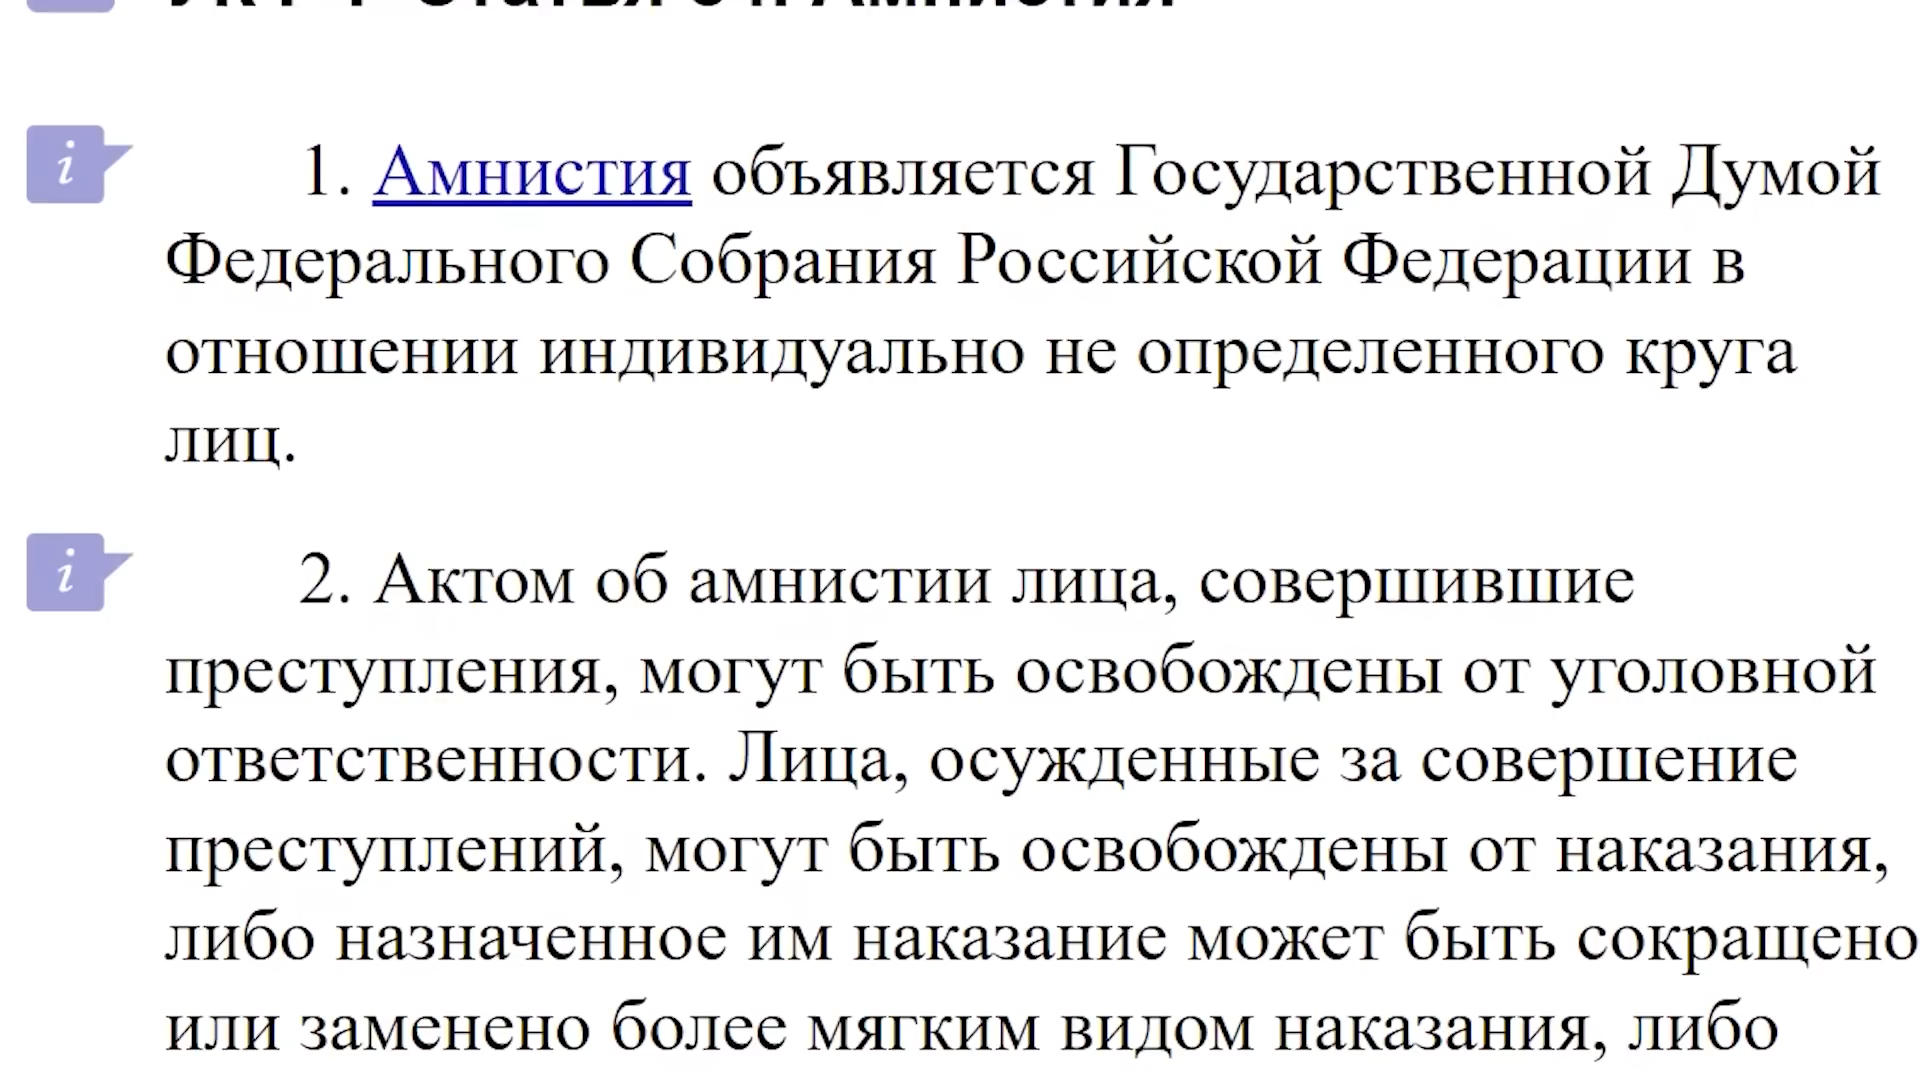 1. Амнистия объявляется Государственной Думой
Федерального Собрания Российской Федерации в
отношении индивидуально не определенного круга
лиц.
2. Актом об амнистии лица, совершившие
преступления, могут быть освобождены от уголовной
ответственности. Лица, осужденные за совершение
преступлений, могут быть освобождены от наказания,
либо назначенное им наказание может быть сокращено
или заменено более мягким видом наказания, либо